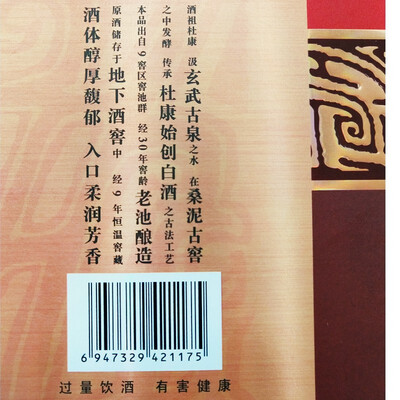 酒祖杜康 汲玄武古泉之水 在桑泥古窖
之中发酵 传承杜康始创白酒之古法工艺
本品出自9窖区窖池群 经30年窖龄老池酿造
原酒储存于地下酒窖中 经9年恒温窖藏
酒体醇厚馥郁 入口柔润芳香
6 947329 421175
过量饮酒 有害健康